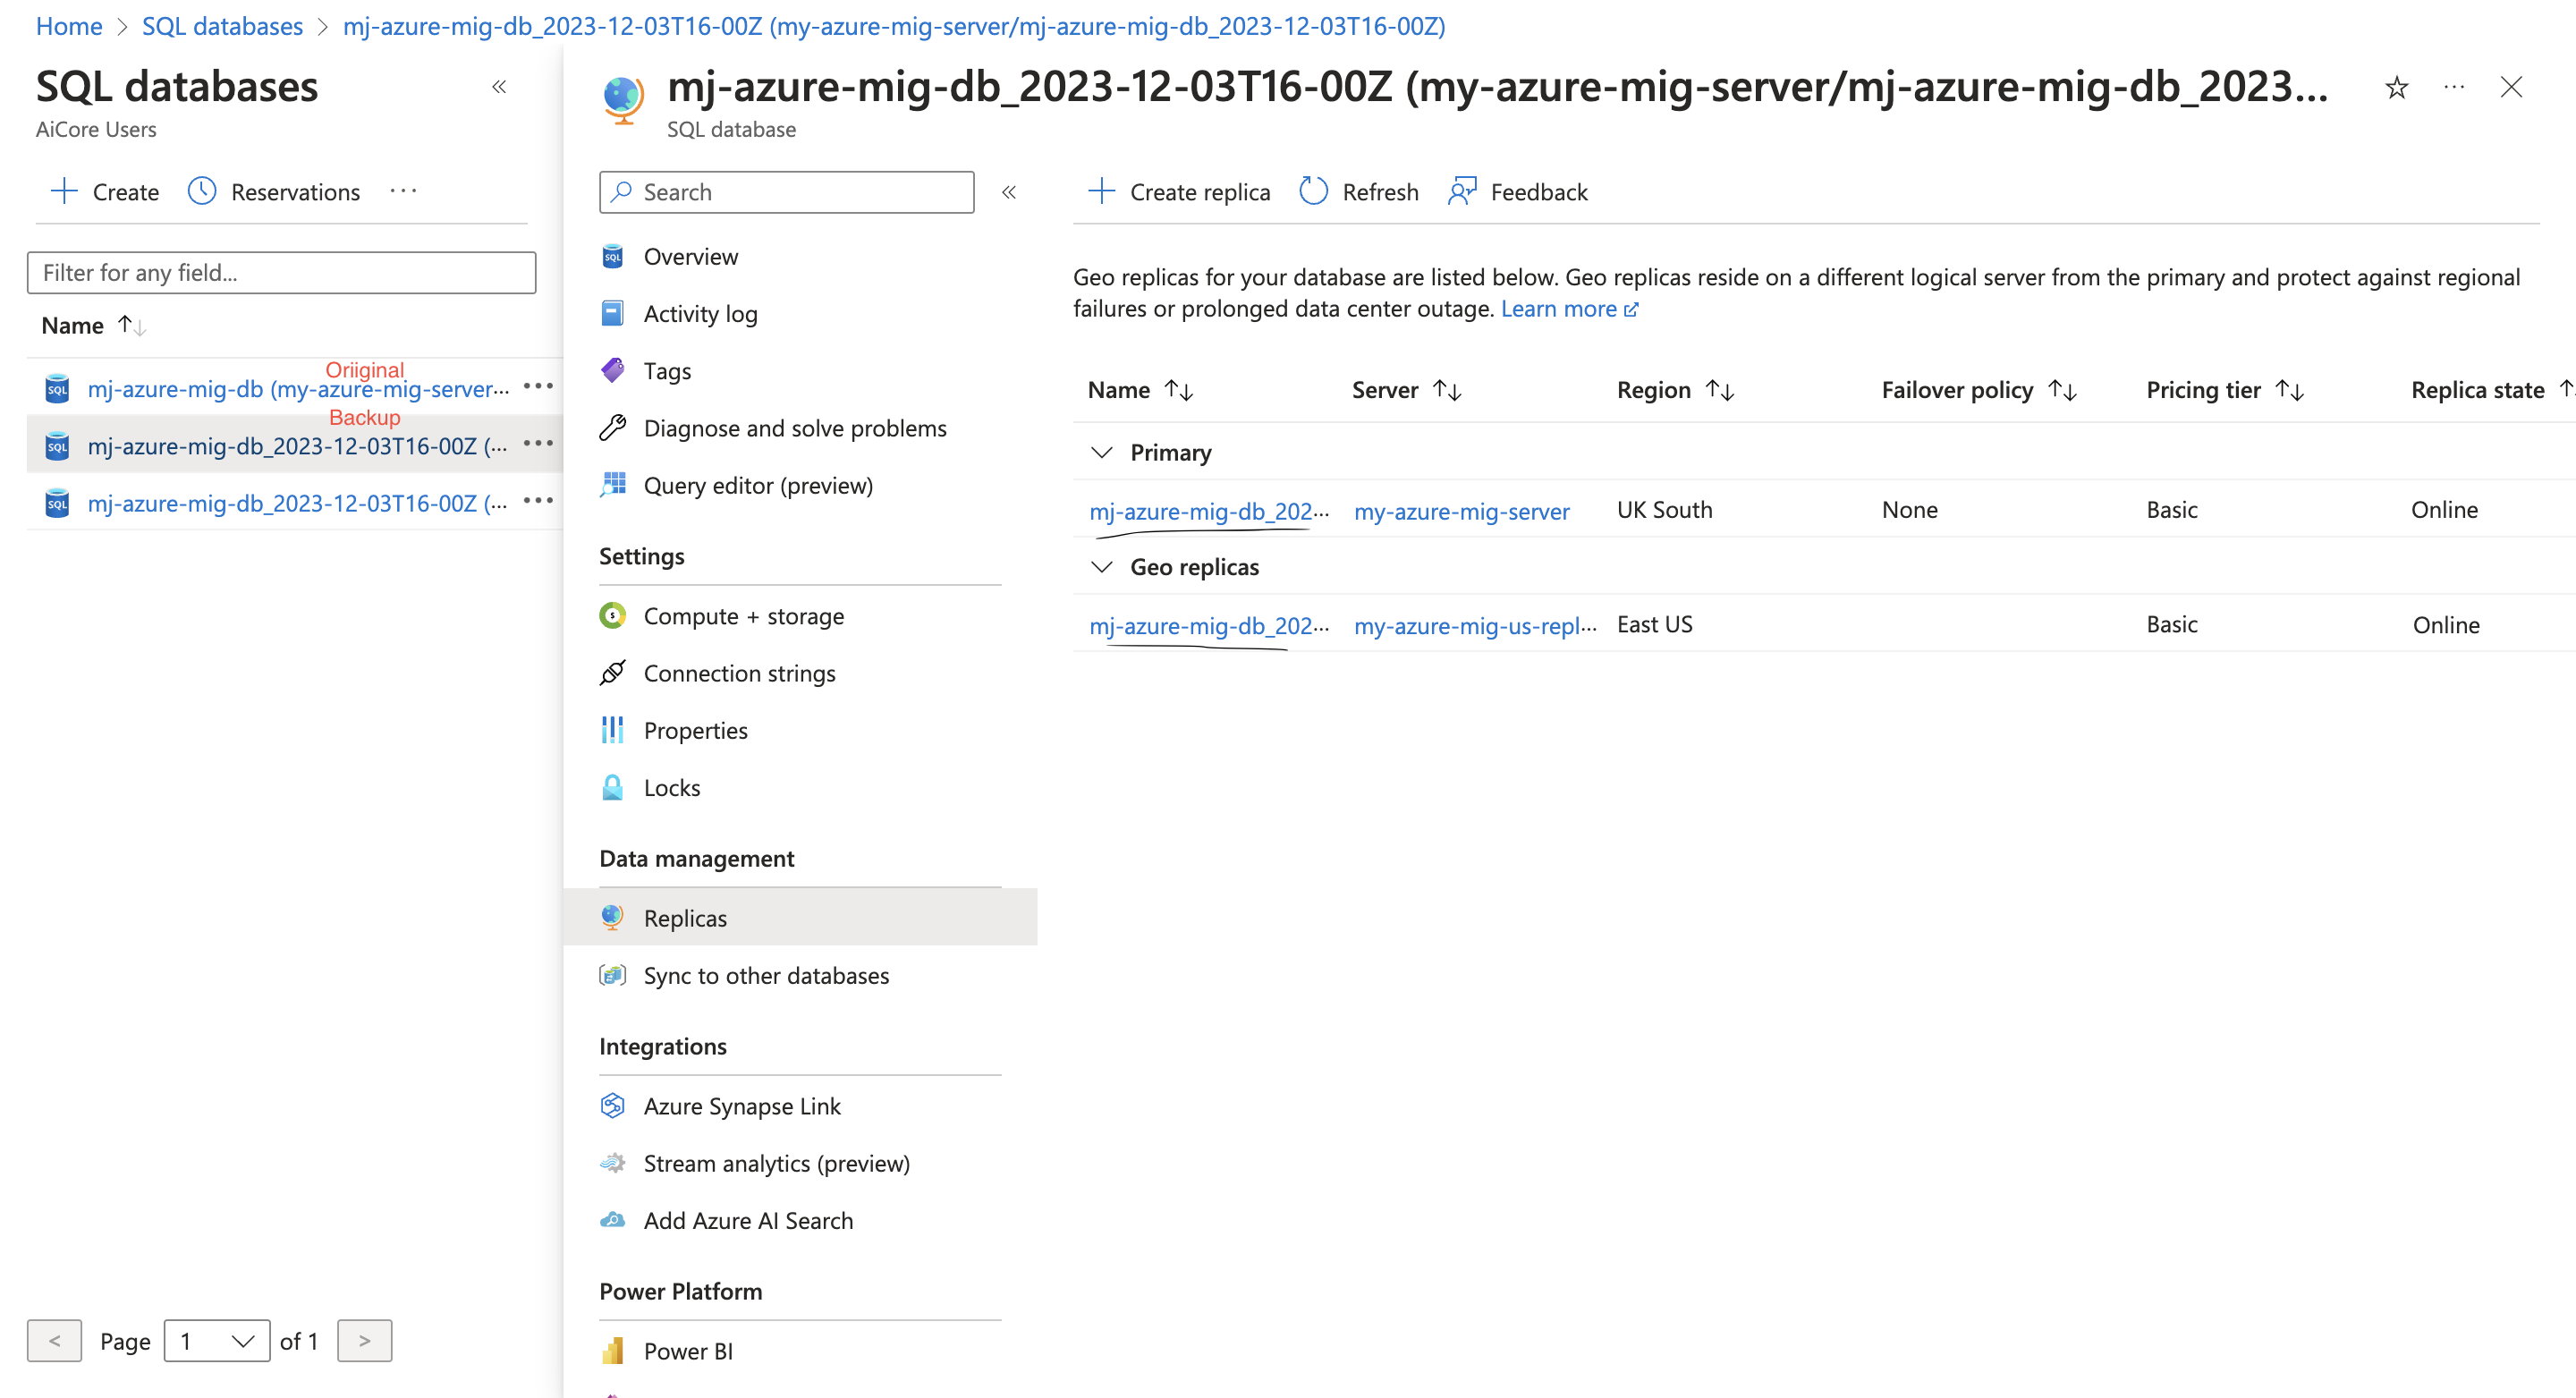 Home > SQL databases > mj-azure-mig-db_2023-12-03T16-00Z (my-azure-mig-server/mj-azure-mig-db_2023-12-03T16-00Z)
SQL databases «
AiCore Users
+ Create Reservations ...
Filter for any field...
Name ↑↓
Oriiginal
mj-azure-mig-db (my-azure-mig-server... ...
Backup
mj-azure-mig-db_2023-12-03T16-00Z (... ...
mj-azure-mig-db_2023-12-03T16-00Z (... ...
< Page 1 of 1 >
mj-azure-mig-db_2023-12-03T16-00Z (my-azure-mig-server/mj-azure-mig-db_2023...
SQL database
Search «
Overview
Activity log
Tags
Diagnose and solve problems
Query editor (preview)
Settings
Compute + storage
Connection strings
Properties
Locks
Data management
Replicas
Sync to other databases
Integrations
Azure Synapse Link
Stream analytics (preview)
Add Azure AI Search
Power Platform
Power BI
+ Create replica Refresh Feedback
Geo replicas for your database are listed below. Geo replicas reside on a different logical server from the primary and protect against regional
failures or prolonged data center outage. Learn more
Name ↑↓ Server ↑↓ Region ↑↓ Failover policy ↑↓ Pricing tier ↑↓ Replica state ↑
Primary
mj-azure-mig-db_202... my-azure-mig-server UK South None Basic Online
Geo replicas
mj-azure-mig-db_202... my-azure-mig-us-repl... East US Basic Online